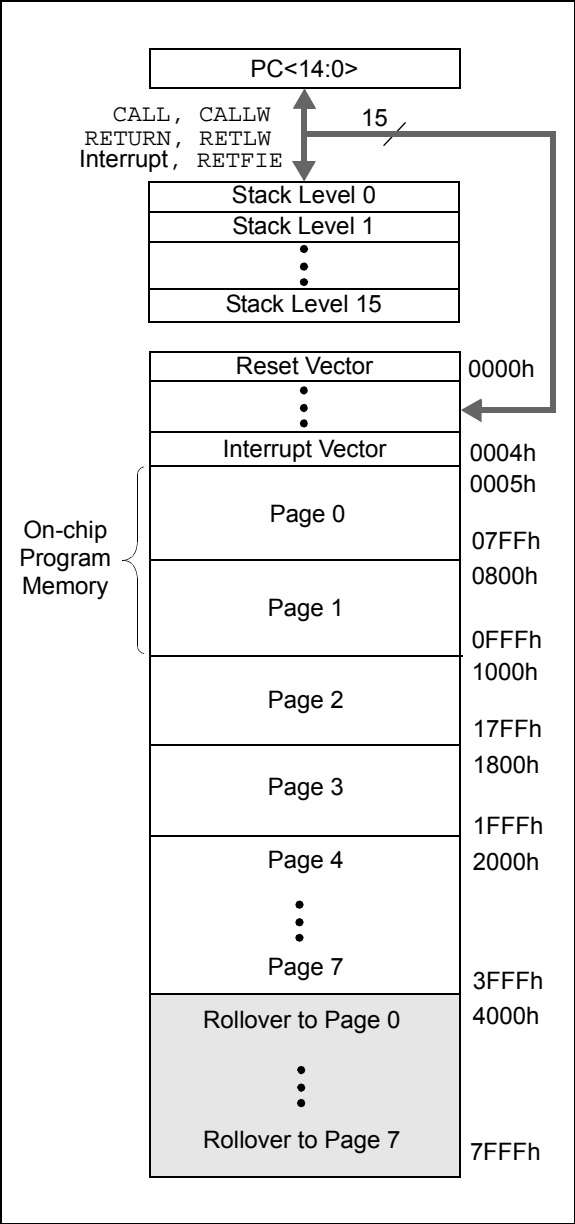 PC<14:0>
CALL, CALLW
RETURN, RETLW
Interrupt, RETFIE
15
Stack Level 0
Stack Level 1
Stack Level 15
Reset Vector
0000h
Interrupt Vector
0004h
0005h
On-chip
Program
Memory
Page 0
07FFh
0800h
Page 1
0FFFh
1000h
Page 2
17FFh
1800h
Page 3
1FFFh
Page 4
2000h
Page 7
3FFFh
Rollover to Page 0
4000h
Rollover to Page 7
7FFFh